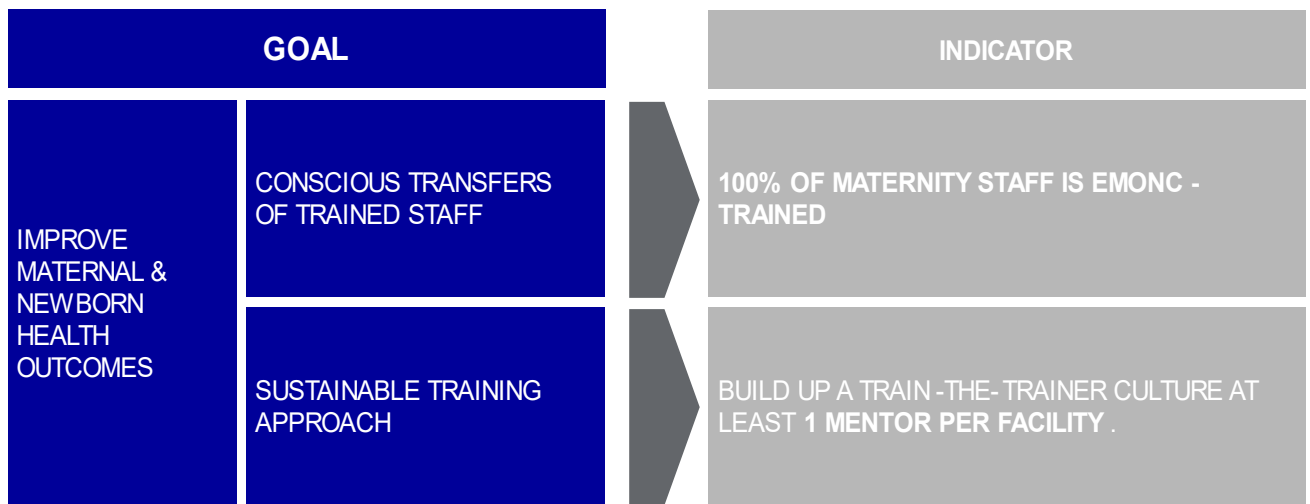 GOAL
INDICATOR
IMPROVE
MATERNAL &
NEWBORN
HEALTH
OUTCOMES
CONSCIOUS TRANSFERS
OF TRAINED STAFF
100% OF MATERNITY STAFF IS EMONC -
TRAINED
SUSTAINABLE TRAINING
APPROACH
BUILD UP A TRAIN -THE- TRAINER CULTURE AT
LEAST 1 MENTOR PER FACILITY .